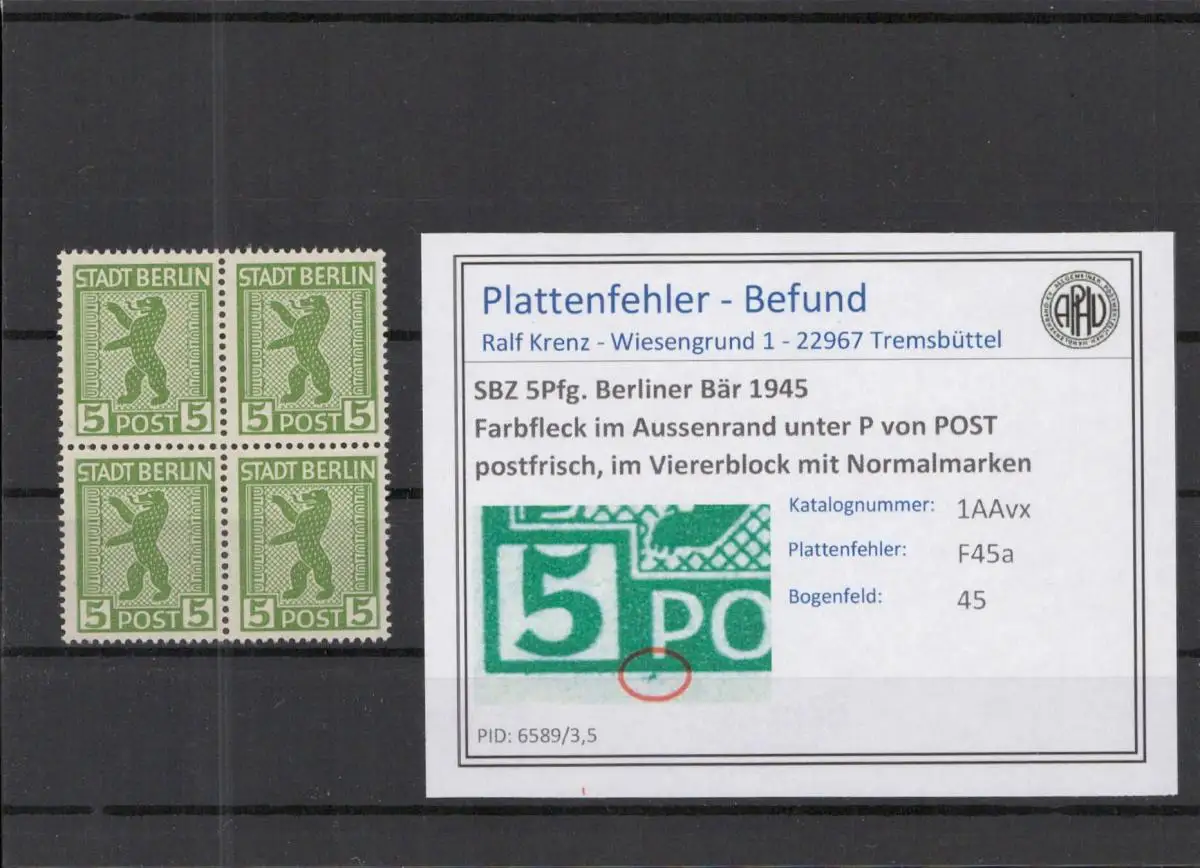 STADT BERLIN
5 POST 5
STADT BERLIN
5 POST 5
STADT BERLIN
5 POST 5
STADT BERLIN
5 POST 5
Plattenfehler - Befund
Ralf Krenz - Wiesengrund 1 - 22967 Tremsbüttel
APHV
SBZ 5Pfg. Berliner Bär 1945
Farbfleck im Aussenrand unter P von POST
postfrisch, im Viererblock mit Normalmarken
5 PO
Katalognummer: 1AAvx
Plattenfehler: F45a
Bogenfeld: 45
PID: 6589/3,5